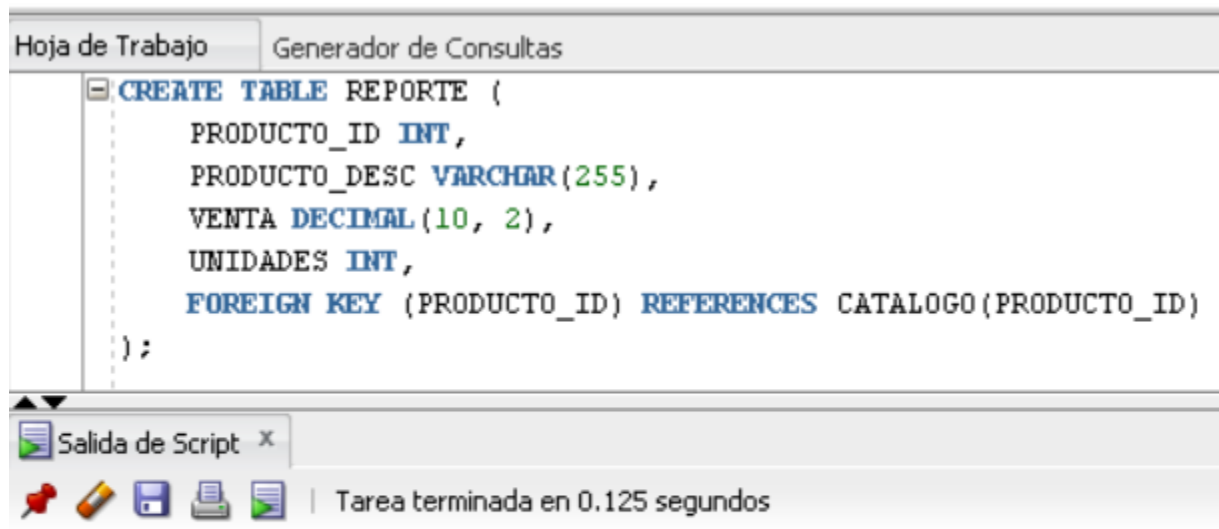 Hoja de Trabajo Generador de Consultas
CREATE TABLE REPORTE (
PRODUCTO_ID INT,
PRODUCTO_DESC VARCHAR(255),
VENTA DECIMAL(10, 2),
UNIDADES INT,
FOREIGN KEY (PRODUCTO_ID) REFERENCES CATALOGO(PRODUCTO_ID)
);
Salida de Script x
Tarea terminada en 0.125 segundos